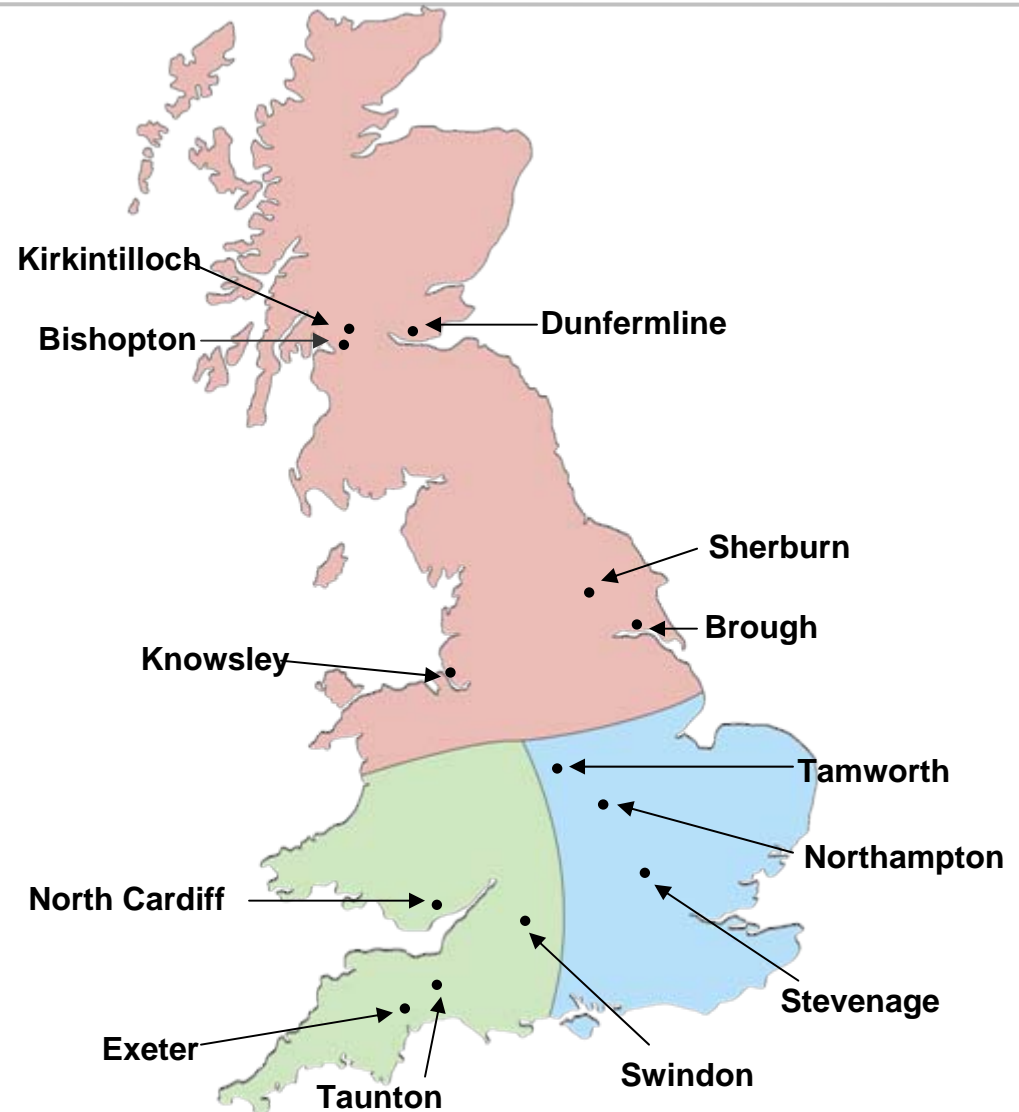 Kirkintilloch
Dunfermline
Bishopton
Sherburn
Brough
Knowsley
Tamworth
Northampton
North Cardiff
Stevenage
Exeter
Swindon
Taunton